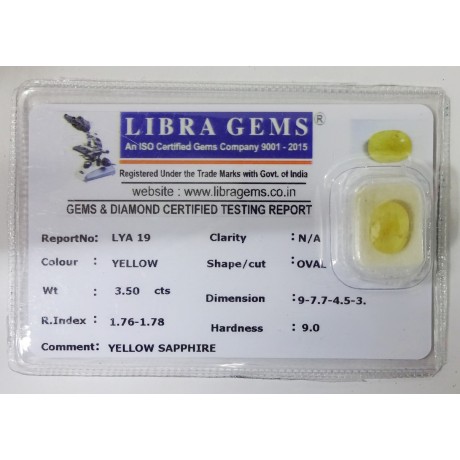 LIBRA GEMS ®
An ISO Certified Gems Company 9001 - 2015
Registered Under the Trade Marks with Govt. of India
website : www.libragems.co.in
GEMS & DIAMOND CERTIFIED TESTING REPORT
ReportNo: LYA 19 Clarity : N/A
Colour : YELLOW Shape/cut : OVAL
Wt : 3.50 cts Dimension : 9-7.7-4.5-3.
R.Index : 1.76-1.78 Hardness : 9.0
Comment: YELLOW SAPPHIRE